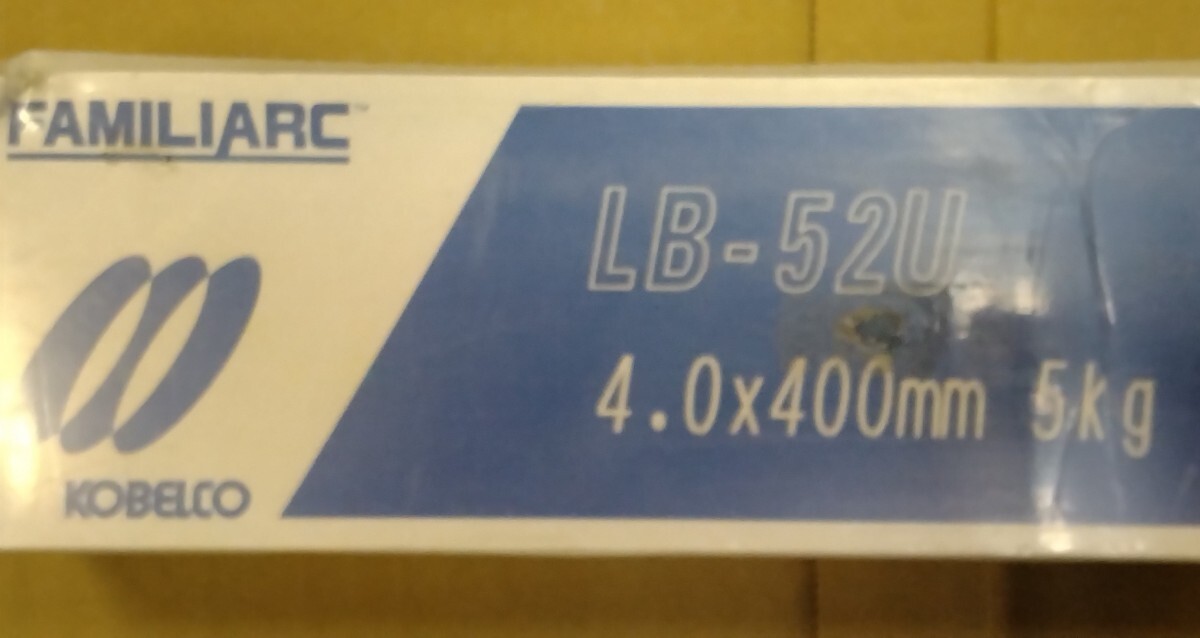 FAMILIARC™
LB-52U
4.0x400mm 5kg
KOBELCO